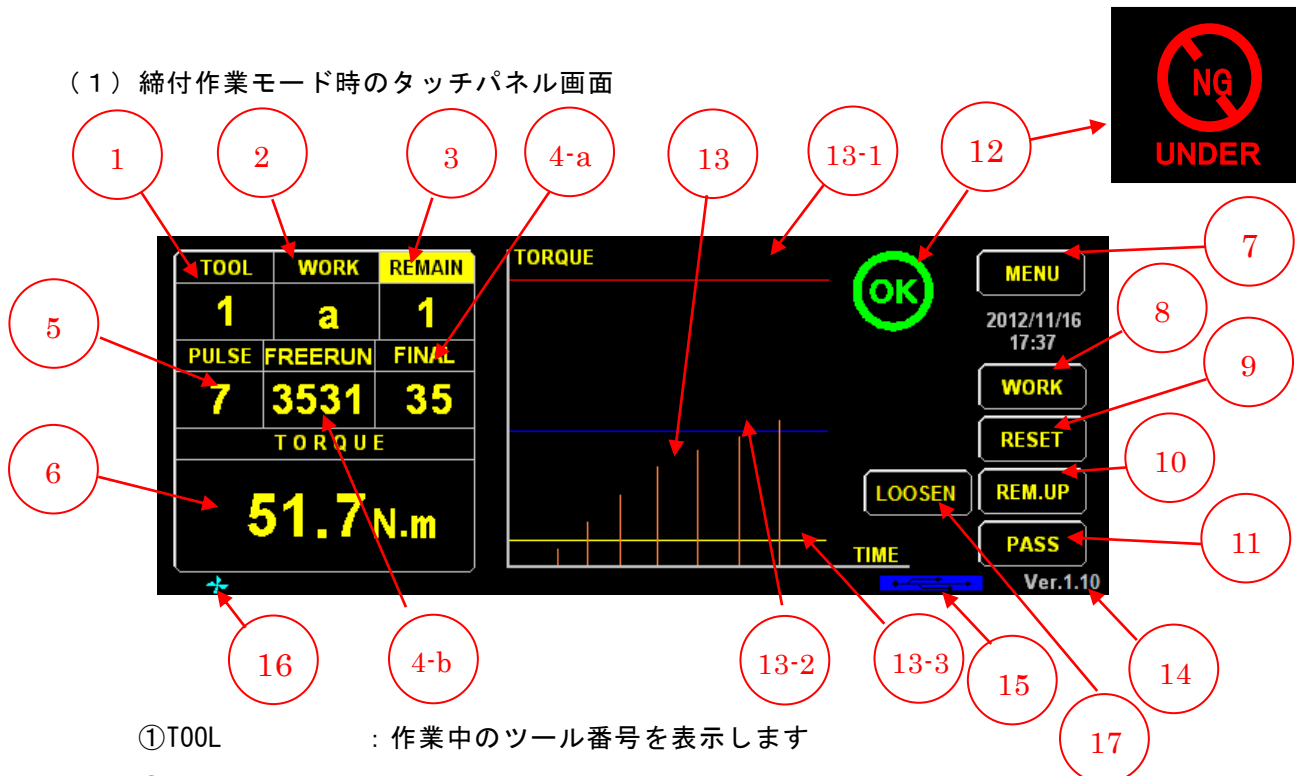 NG
UNDER
(1)締付作業モード時のタッチパネル画面
1
2
3
4-a
13
13-1
12
7
8
9
10
11
5
6
TOOL WORK REMAIN
1 a 1
PULSE FREERUN FINAL
7 3531 35
TORQUE
51.7N.m
TORQUE
TIME
OK
MENU
2012/11/16
17:37
WORK
RESET
LOOSEN REM.UP
PASS
Ver.1.10
16
4-b
13-2
13-3
15
14
17
①TOOL :作業中のツール番号を表示します